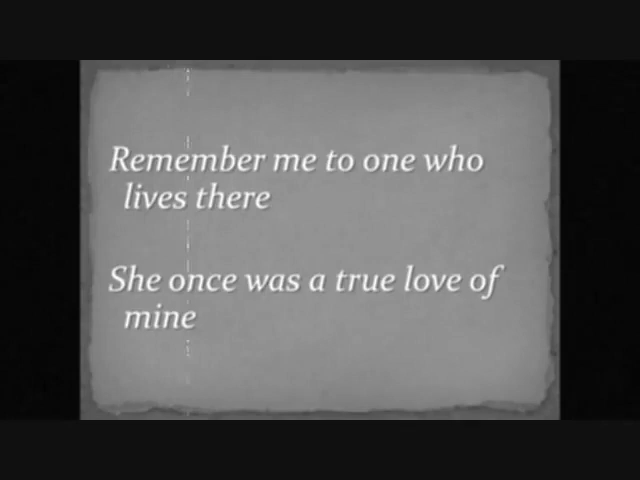 Remember me to one who
lives there
She once was a true love of
mine